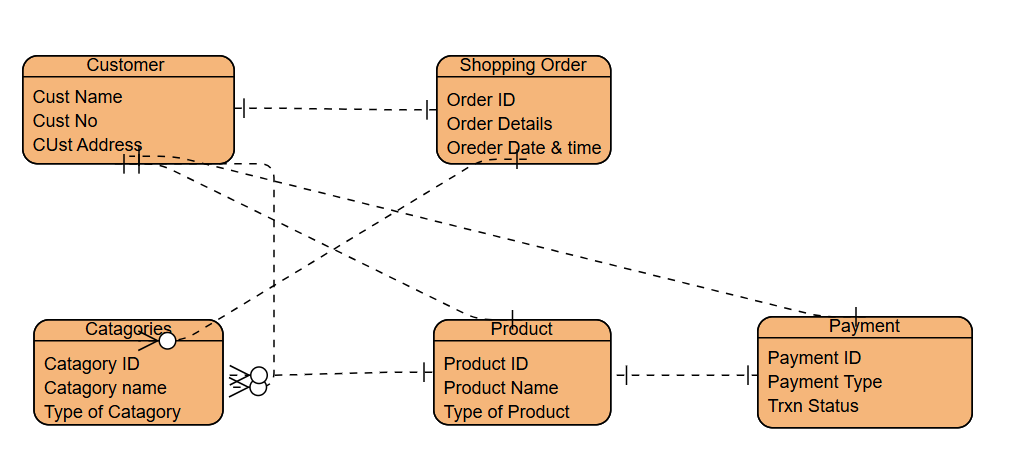 Customer
Cust Name
Cust No
CUst Address
Shopping Order
Order ID
Order Details
Oreder Date & time
Catagories
Catagory ID
Catagory name
Type of Catagory
Product
Product ID
Product Name
Type of Product
Payment
Payment ID
Payment Type
Trxn Status